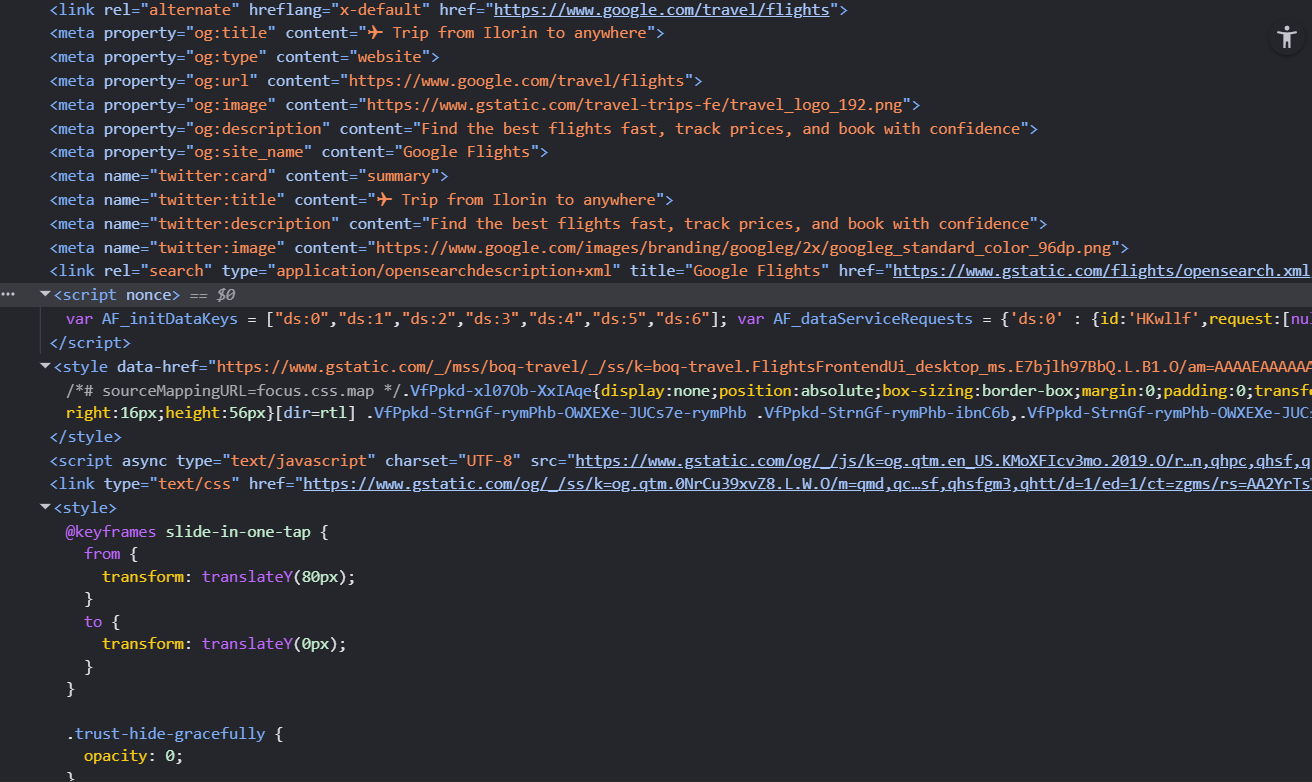 <link rel="alternate" hreflang="x-default" href="https://www.google.com/travel/flights">
<meta property="og:title" content="✈ Trip from Ilorin to anywhere">
<meta property="og:type" content="website">
<meta property="og:url" content="https://www.google.com/travel/flights">
<meta property="og:image" content="https://www.gstatic.com/travel-trips-fe/travel_logo_192.png">
<meta property="og:description" content="Find the best flights fast, track prices, and book with confidence">
<meta property="og:site_name" content="Google Flights">
<meta name="twitter:card" content="summary">
<meta name="twitter:title" content="✈ Trip from Ilorin to anywhere">
<meta name="twitter:description" content="Find the best flights fast, track prices, and book with confidence">
<meta name="twitter:image" content="https://www.google.com/images/branding/googleg/2x/googleg_standard_color_96dp.png">
<link rel="search" type="application/opensearchdescription+xml" title="Google Flights" href="https://www.gstatic.com/flights/opensearch.xml
••• ▼<script nonce> == $0
var AF_initDataKeys = ["ds:0","ds:1","ds:2","ds:3","ds:4","ds:5","ds:6"]; var AF_dataServiceRequests = {'ds:0' : {id:'HKwllf',request:[nul
</script>
▼<style data-href="https://www.gstatic.com/_/mss/boq-travel/_/ss/k=boq-travel.FlightsFrontendUi_desktop_ms.E7bjlh97BbQ.L.B1.O/am=AAAAEAAAAAA
/*# sourceMappingURL=focus.css.map */.VfPpkd-xl07Ob-XxIAqe{display:none;position:absolute;box-sizing:border-box;margin:0;padding:0;transfo
right:16px;height:56px}[dir=rtl] .VfPpkd-StrnGf-rymPhb-OWXEXe-JUCs7e-rymPhb .VfPpkd-StrnGf-rymPhb-ibnC6b,.VfPpkd-StrnGf-rymPhb-OWXEXe-JUCs
</style>
<script async type="text/javascript" charset="UTF-8" src="https://www.gstatic.com/og/_/js/k=og.qtm.en_US.KMoXFIcv3mo.2019.O/r…n,qhpc,qhsf,q
<link type="text/css" href="https://www.gstatic.com/og/_/ss/k=og.qtm.0NrCu39xvZ8.L.W.O/m=qmd,qc…sf,qhsfgm3,qhtt/d=1/ed=1/ct=zgms/rs=AA2YrTs
▼<style>
@keyframes slide-in-one-tap {
from {
transform: translateY(80px);
}
to {
transform: translateY(0px);
}
}
.trust-hide-gracefully {
opacity: 0;
}